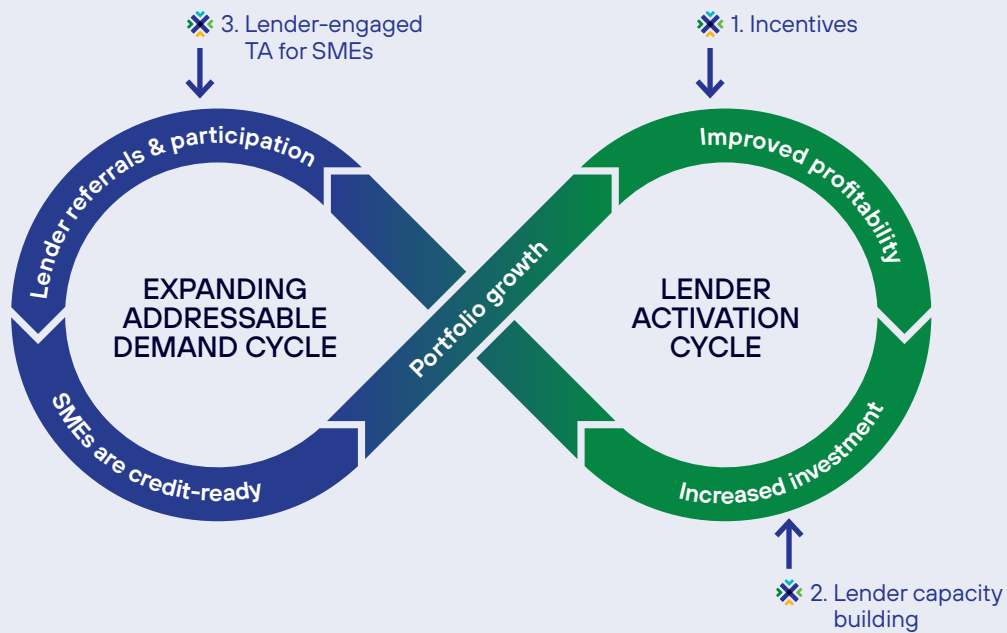 3. Lender-engaged
TA for SMEs
1. Incentives
Lender referrals & participation
Improved profitability
EXPANDING
ADDRESSABLE
DEMAND CYCLE
Portfolio growth
LENDER
ACTIVATION
CYCLE
SMEs are credit-ready
Increased investment
2. Lender capacity
building